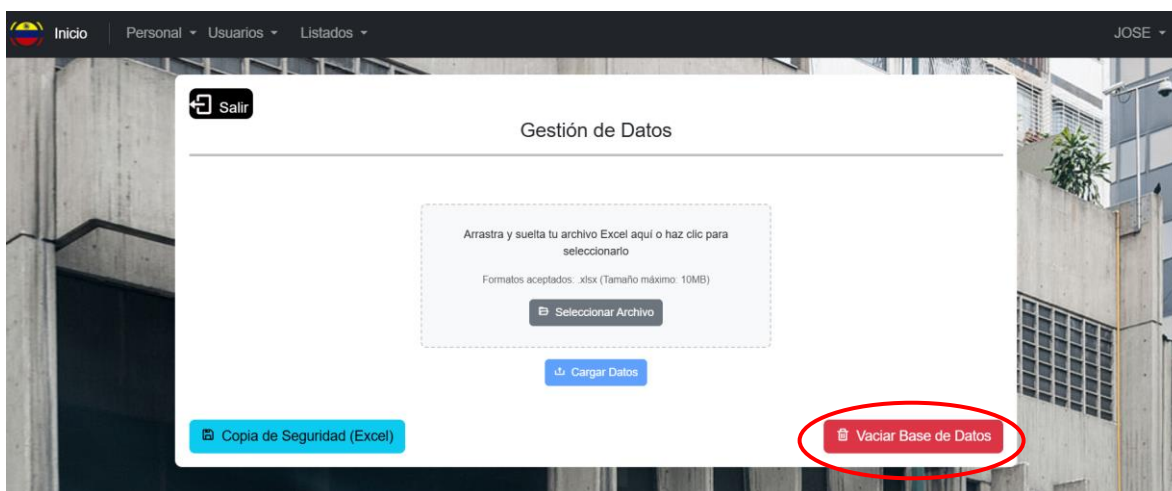 Inicio Personal Usuarios Listados JOSE
Salir
Gestión de Datos
Arrastra y suelta tu archivo Excel aquí o haz clic para
seleccionarlo
Formatos aceptados: .xlsx (Tamaño máximo: 10MB)
Seleccionar Archivo
Cargar Datos
Copia de Seguridad (Excel) Vaciar Base de Datos